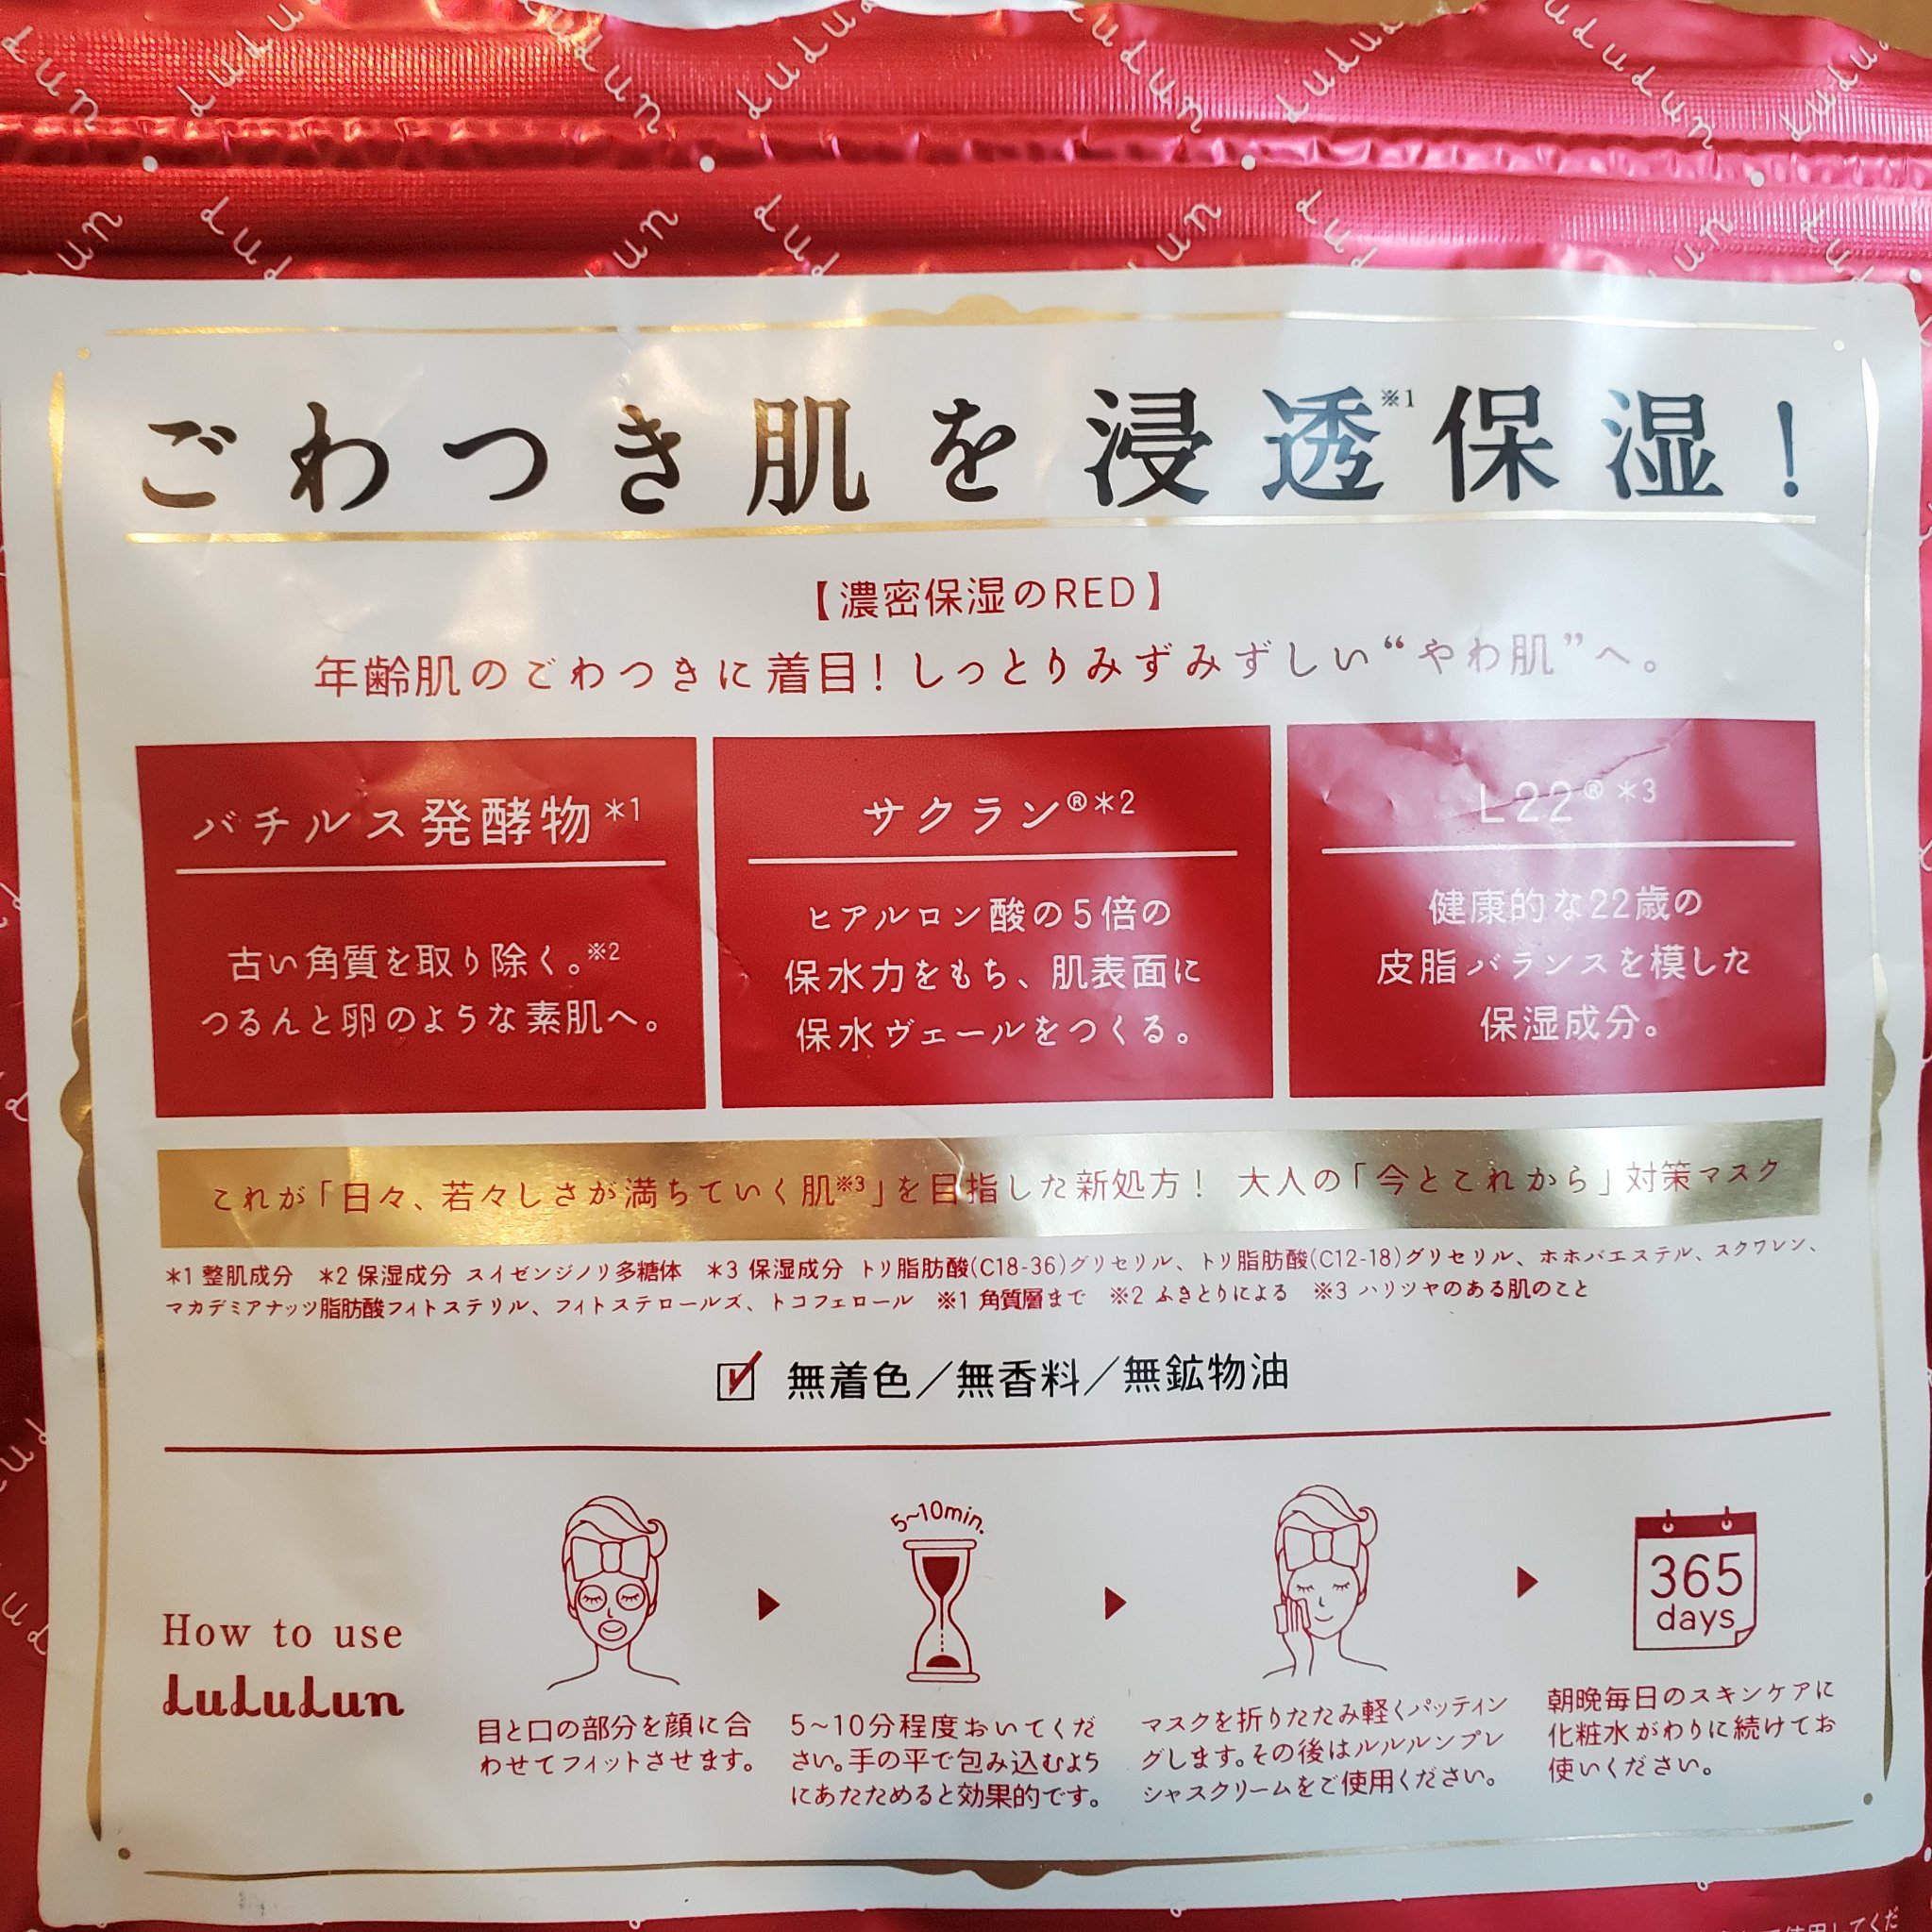 ごわつき肌を浸透※1保湿！
【濃密保湿のRED】
年齢肌のごわつきに着目！しっとりみずみずしい“やわ肌”へ。
バチルス発酵物＊1
古い角質を取り除く。※2
つるんと卵のような素肌へ。
サクラン®＊2
ヒアルロン酸の5倍の
保水力をもち、肌表面に
保水ヴェールをつくる。
L22®＊3
健康的な22歳の
皮脂バランスを模した
保湿成分。
これが「日々、若々しさが満ちていく肌※3」を目指した新処方！ 大人の「今とこれから」対策マスク
＊1 整肌成分 ＊2 保湿成分 スイゼンジノリ多糖体 ＊3 保湿成分 トリ脂肪酸(C18-36)グリセリル、トリ脂肪酸(C12-18)グリセリル、ホホバエステル、スクワレン、
マカデミアナッツ脂肪酸フィトステリル、フィトステロールズ、トコフェロール ※1 角質層まで ※2 ふきとりによる ※3 ハリツヤのある肌のこと
無着色／無香料／無鉱物油
How to use
LuLuLun
目と口の部分を顔に合
わせてフィットさせます。
5~10min.
5~10分程度おいてくだ
さい。手の平で包み込むよう
にあたためると効果的です。
マスクを折りたたみ軽くパッティン
グします。その後はルルルンプレ
シャスクリームをご使用ください。
365
days
朝晩毎日のスキンケアに
化粧水がわりに続けてお
使いください。